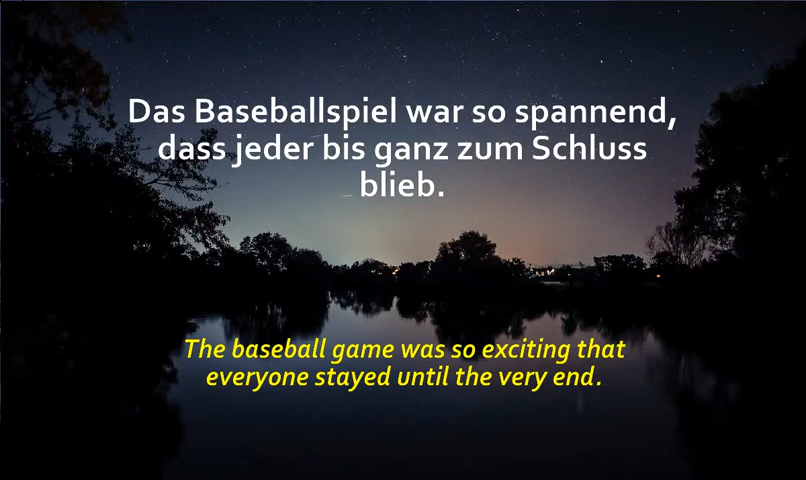 Das Baseballspiel war so spannend,
dass jeder bis ganz zum Schluss
blieb.
The baseball game was so exciting that
everyone stayed until the very end.